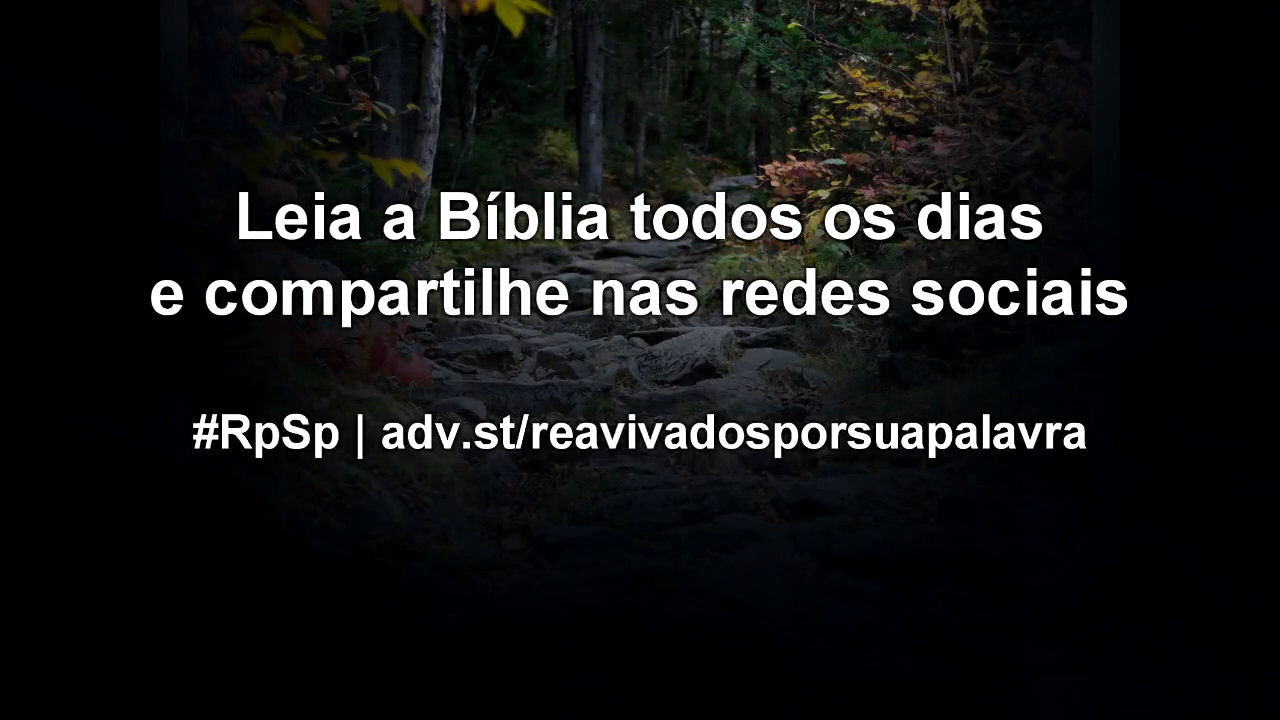 Leia a Bíblia todos os dias
e compartilhe nas redes sociais
#RpSp | adv.st/reavivadosporsuapalavra